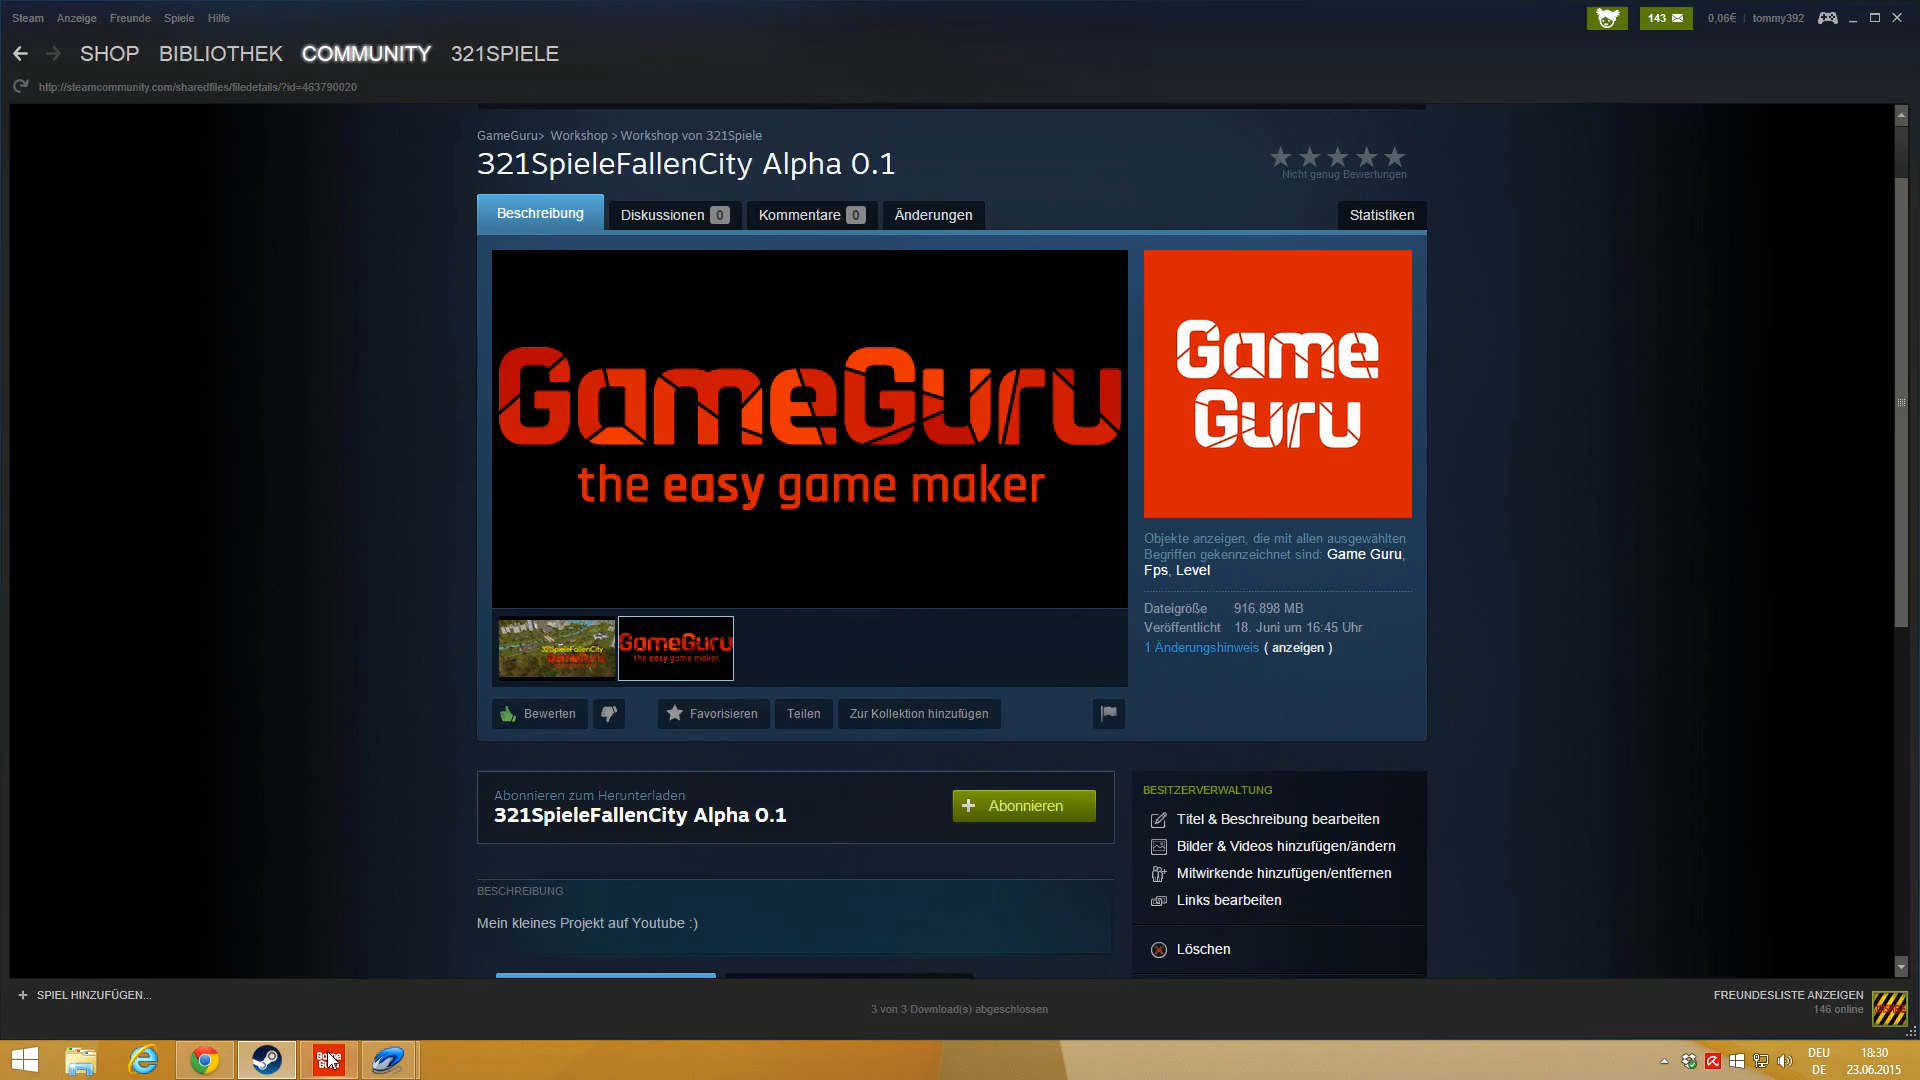 Steam Anzeige Freunde Spiele Hilfe
143
0,06€ | tommy392
SHOP BIBLIOTHEK COMMUNITY 321SPIELE
http://steamcommunity.com/sharedfiles/filedetails/?id=463790020
GameGuru> Workshop > Workshop von 321Spiele
321SpieleFallenCity Alpha 0.1
Nicht genug Bewertungen
Beschreibung
Diskussionen 0
Kommentare 0
Änderungen
Statistiken
GameGuru
the easy game maker
Game
Guru
Objekte anzeigen, die mit allen ausgewählten
Begriffen gekennzeichnet sind: Game Guru,
Fps, Level
Dateigröße 916.898 MB
Veröffentlicht 18. Juni um 16:45 Uhr
1 Änderungshinweis ( anzeigen )
321SpieleFallenCity
GameGuru
the easy game maker
Bewerten
Favorisieren
Teilen
Zur Kollektion hinzufügen
Abonnieren zum Herunterladen
321SpieleFallenCity Alpha 0.1
+ Abonnieren
BESITZERVERWALTUNG
Titel & Beschreibung bearbeiten
Bilder & Videos hinzufügen/ändern
Mitwirkende hinzufügen/entfernen
Links bearbeiten
Löschen
BESCHREIBUNG
Mein kleines Projekt auf Youtube :)
+ SPIEL HINZUFÜGEN...
3 von 3 Download(s) abgeschlossen
FREUNDESLISTE ANZEIGEN
146 online
DEU
DE
18:30
23.06.2015